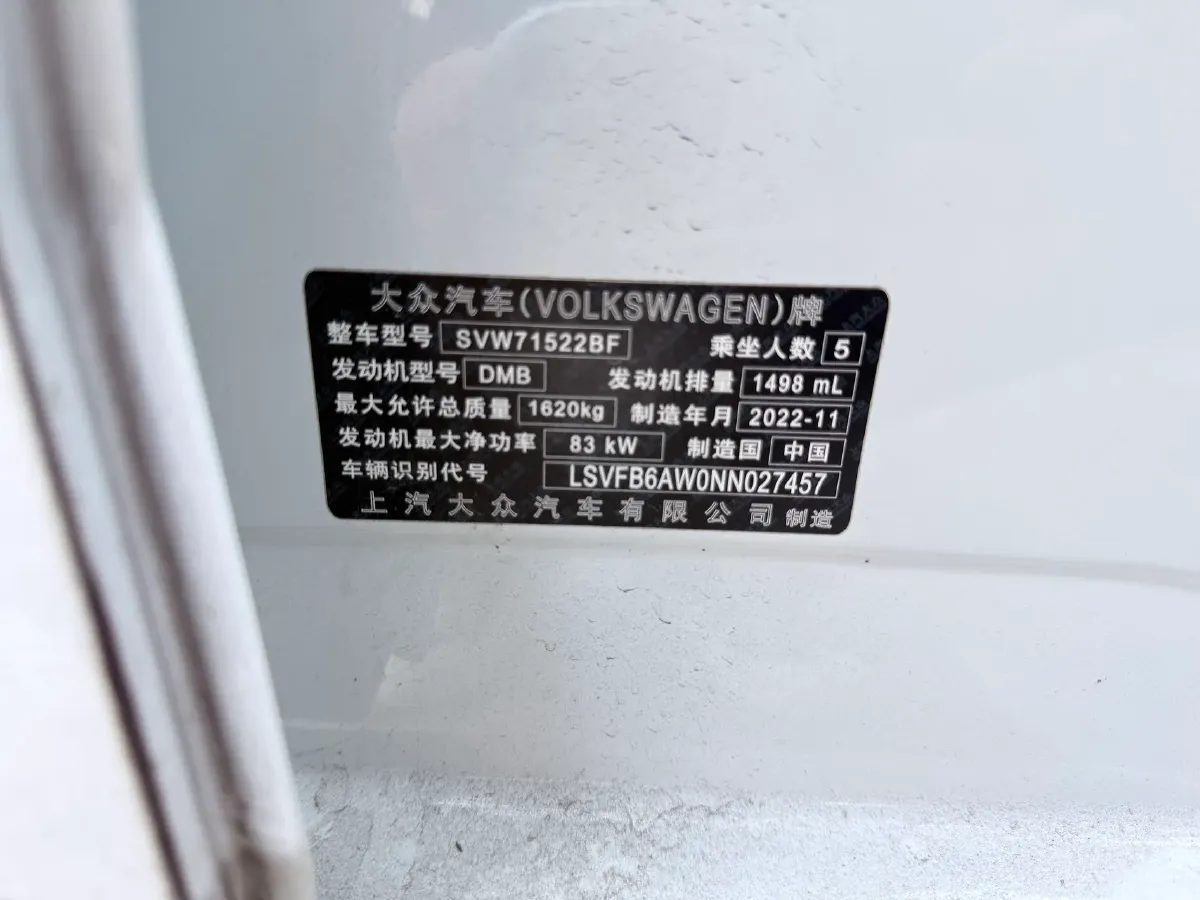 大众汽车(VOLKSWAGEN)牌
整车型号 SVW71522BF 乘坐人数 5
发动机型号 DMB 发动机排量 1498 mL
最大允许总质量 1620kg 制造年月 2022-11
发动机最大净功率 83 kW 制造国 中国
车辆识别代号 LSVFB6AW0NN027457
上汽大众汽车有限公司 制造